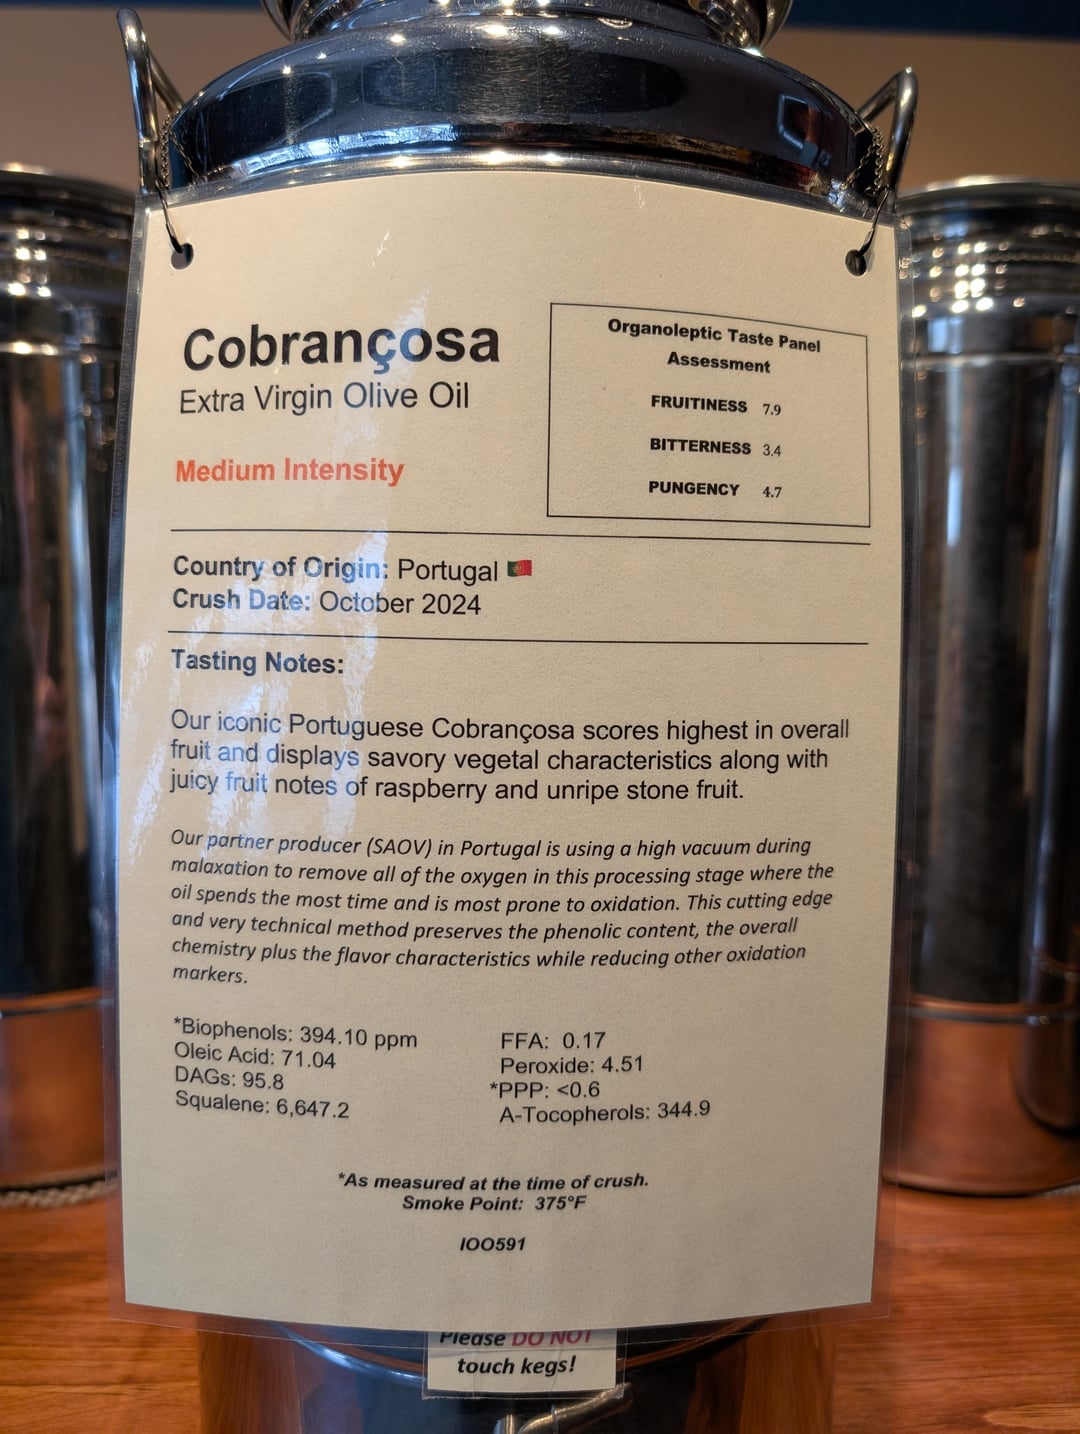 Cobrançosa
Extra Virgin Olive Oil
Medium Intensity
Organoleptic Taste Panel
Assessment
FRUITINESS 7.9
BITTERNESS 3.4
PUNGENCY 4.7
Country of Origin: Portugal
Crush Date: October 2024
Tasting Notes:
Our iconic Portuguese Cobrançosa scores highest in overall
fruit and displays savory vegetal characteristics along with
juicy fruit notes of raspberry and unripe stone fruit.
Our partner producer (SAOV) in Portugal is using a high vacuum during
malaxation to remove all of the oxygen in this processing stage where the
oil spends the most time and is most prone to oxidation. This cutting edge
and very technical method preserves the phenolic content, the overall
chemistry plus the flavor characteristics while reducing other oxidation
markers.
*Biophenols: 394.10 ppm
Oleic Acid: 71.04
DAGs: 95.8
Squalene: 6,647.2
FFA: 0.17
Peroxide: 4.51
*PPP: <0.6
A-Tocopherols: 344.9
*As measured at the time of crush.
Smoke Point: 375°F
IOO591
Please DO NOT
touch kegs!